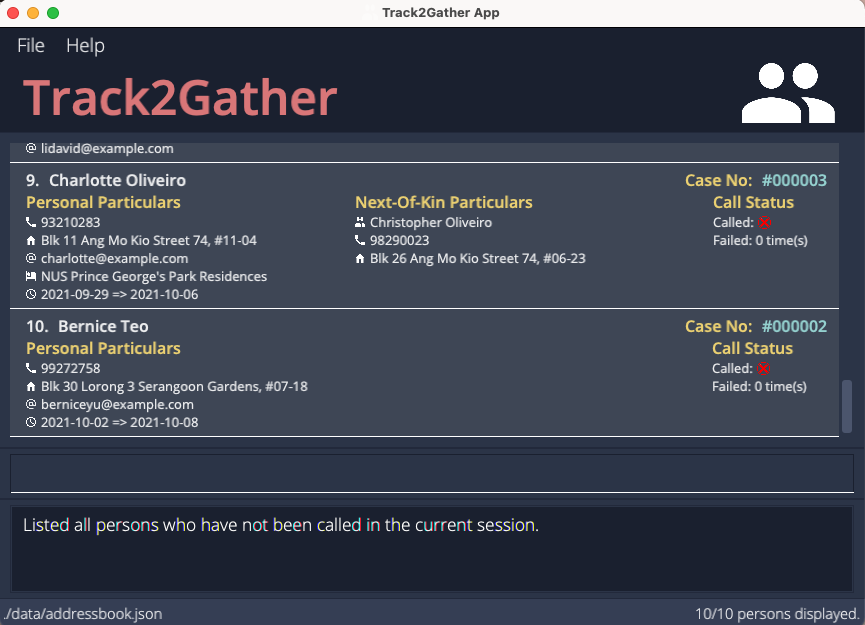 Track2Gather App
File Help
Track2Gather
@ lidavid@example.com
9. Charlotte Oliveiro Case No: #000003
Personal Particulars Next-Of-Kin Particulars Call Status
93210283 Christopher Oliveiro Called:
Blk 11 Ang Mo Kio Street 74, #11-04 98290023 Failed: 0 time(s)
@ charlotte@example.com Blk 26 Ang Mo Kio Street 74, #06-23
NUS Prince George's Park Residences
2021-09-29 => 2021-10-06
10. Bernice Teo Case No: #000002
Personal Particulars Call Status
99272758 Called:
Blk 30 Lorong 3 Serangoon Gardens, #07-18 Failed: 0 time(s)
@ berniceyu@example.com
2021-10-02 => 2021-10-08
Listed all persons who have not been called in the current session.
./data/addressbook.json 10/10 persons displayed.